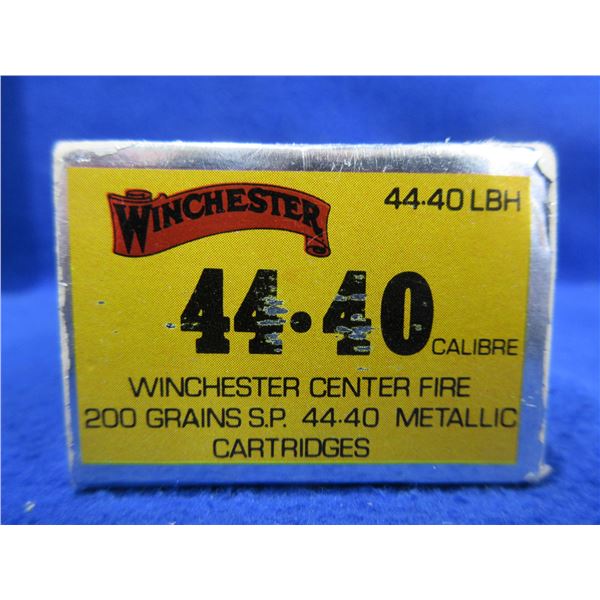 WINCHESTER
44-40 LBH
44·40
CALIBRE
WINCHESTER CENTER FIRE
200 GRAINS S.P. 44-40 METALLIC
CARTRIDGES